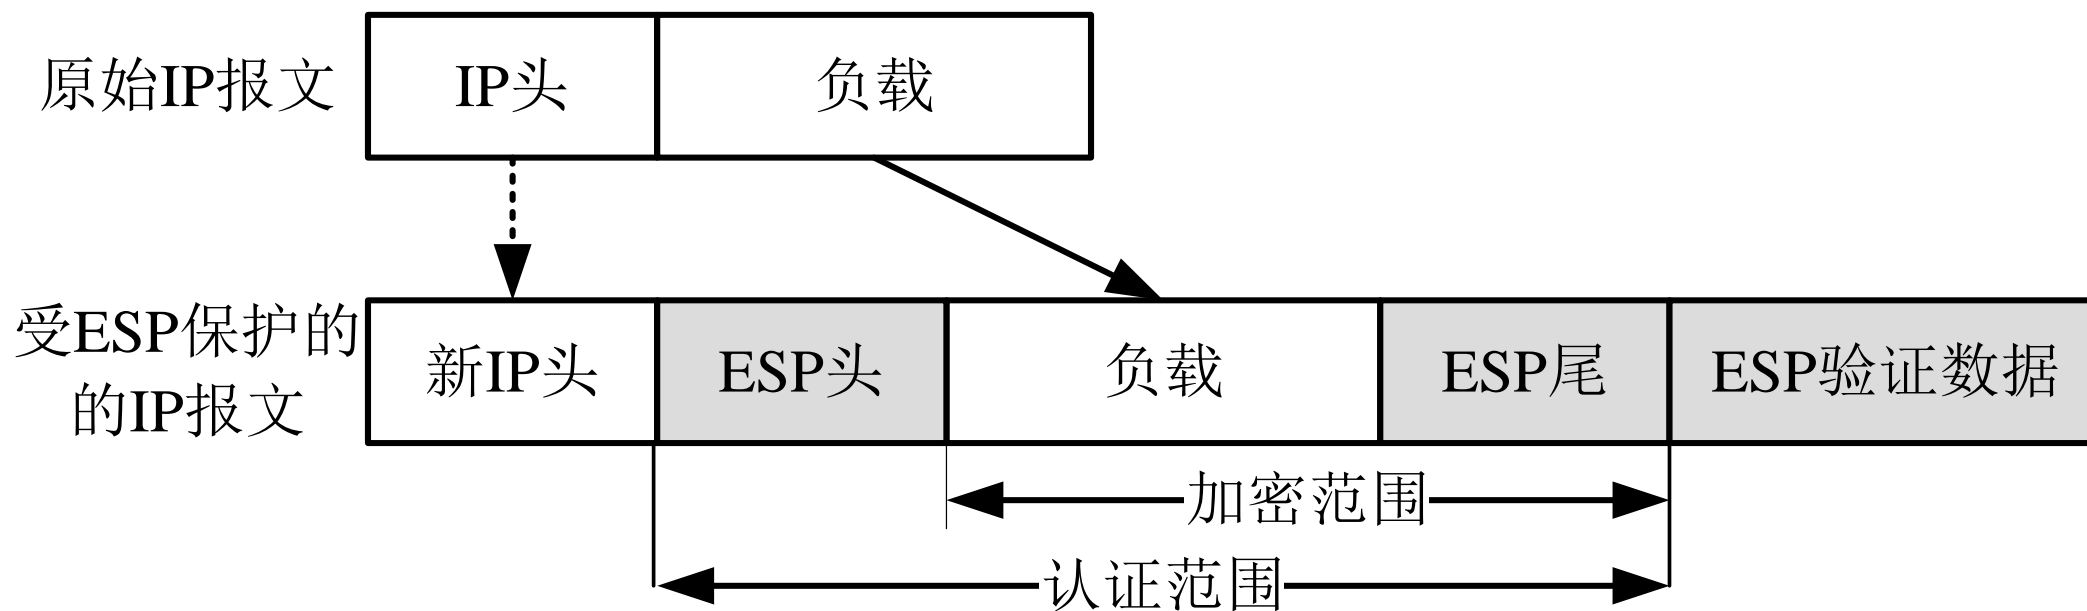 原始IP报文
IP头
负载
受ESP保护的
的IP报文
新IP头
ESP头
负载
ESP尾
ESP验证数据
加密范围
认证范围